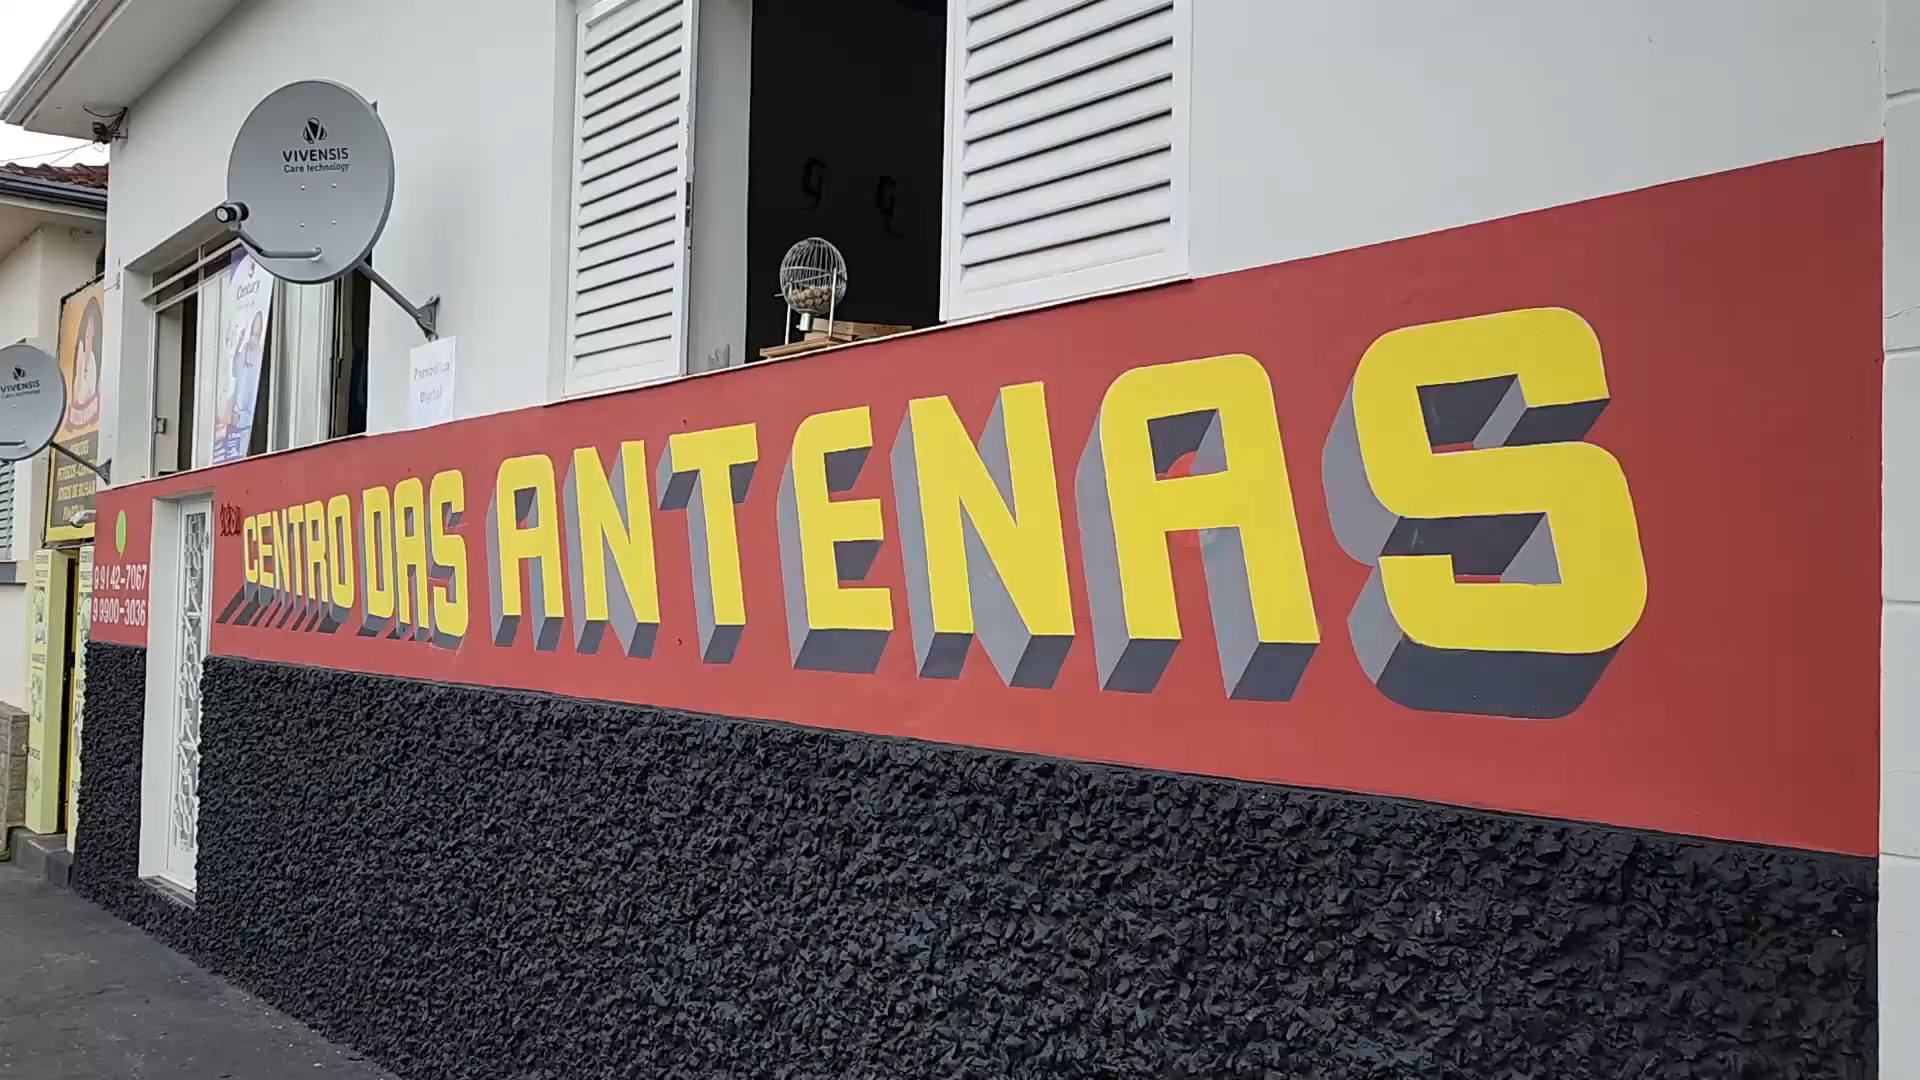 VIVENSIS
Care technology
VIVENSIS
Care technology
Century
Parabólica
Digital
CENTRO DAS ANTENAS
9 9142-7067
9 9900-3036